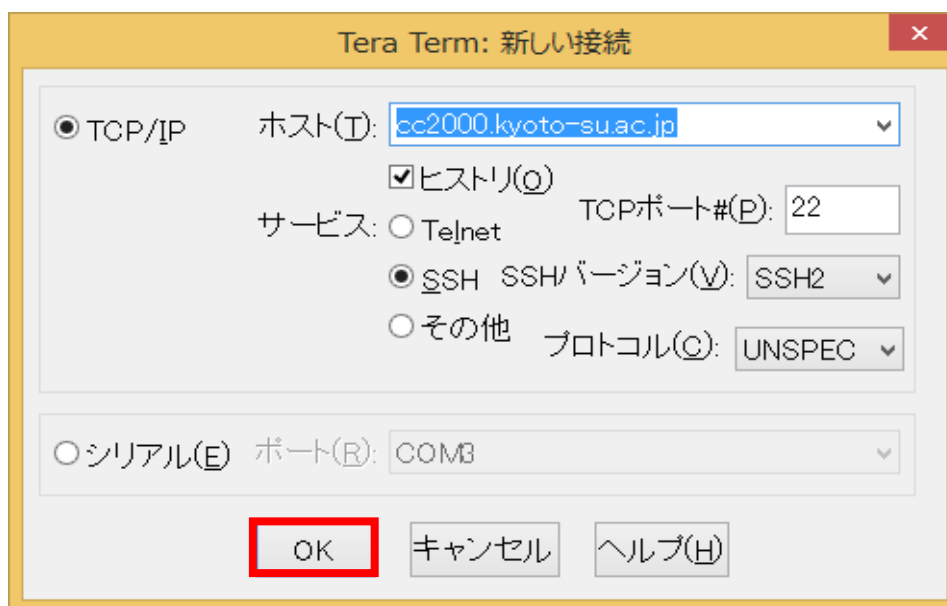 Tera Term: 新しい接続
×
TCP/IP
ホスト(T): cc2000.kyoto-su.ac.jp
ヒストリ(O)
サービス: Telnet
TCPポート#(P): 22
SSH SSHバージョン(V): SSH2
その他
プロトコル(C): UNSPEC
シリアル(E) ポート(R): COM3
OK キャンセル ヘルプ(H)